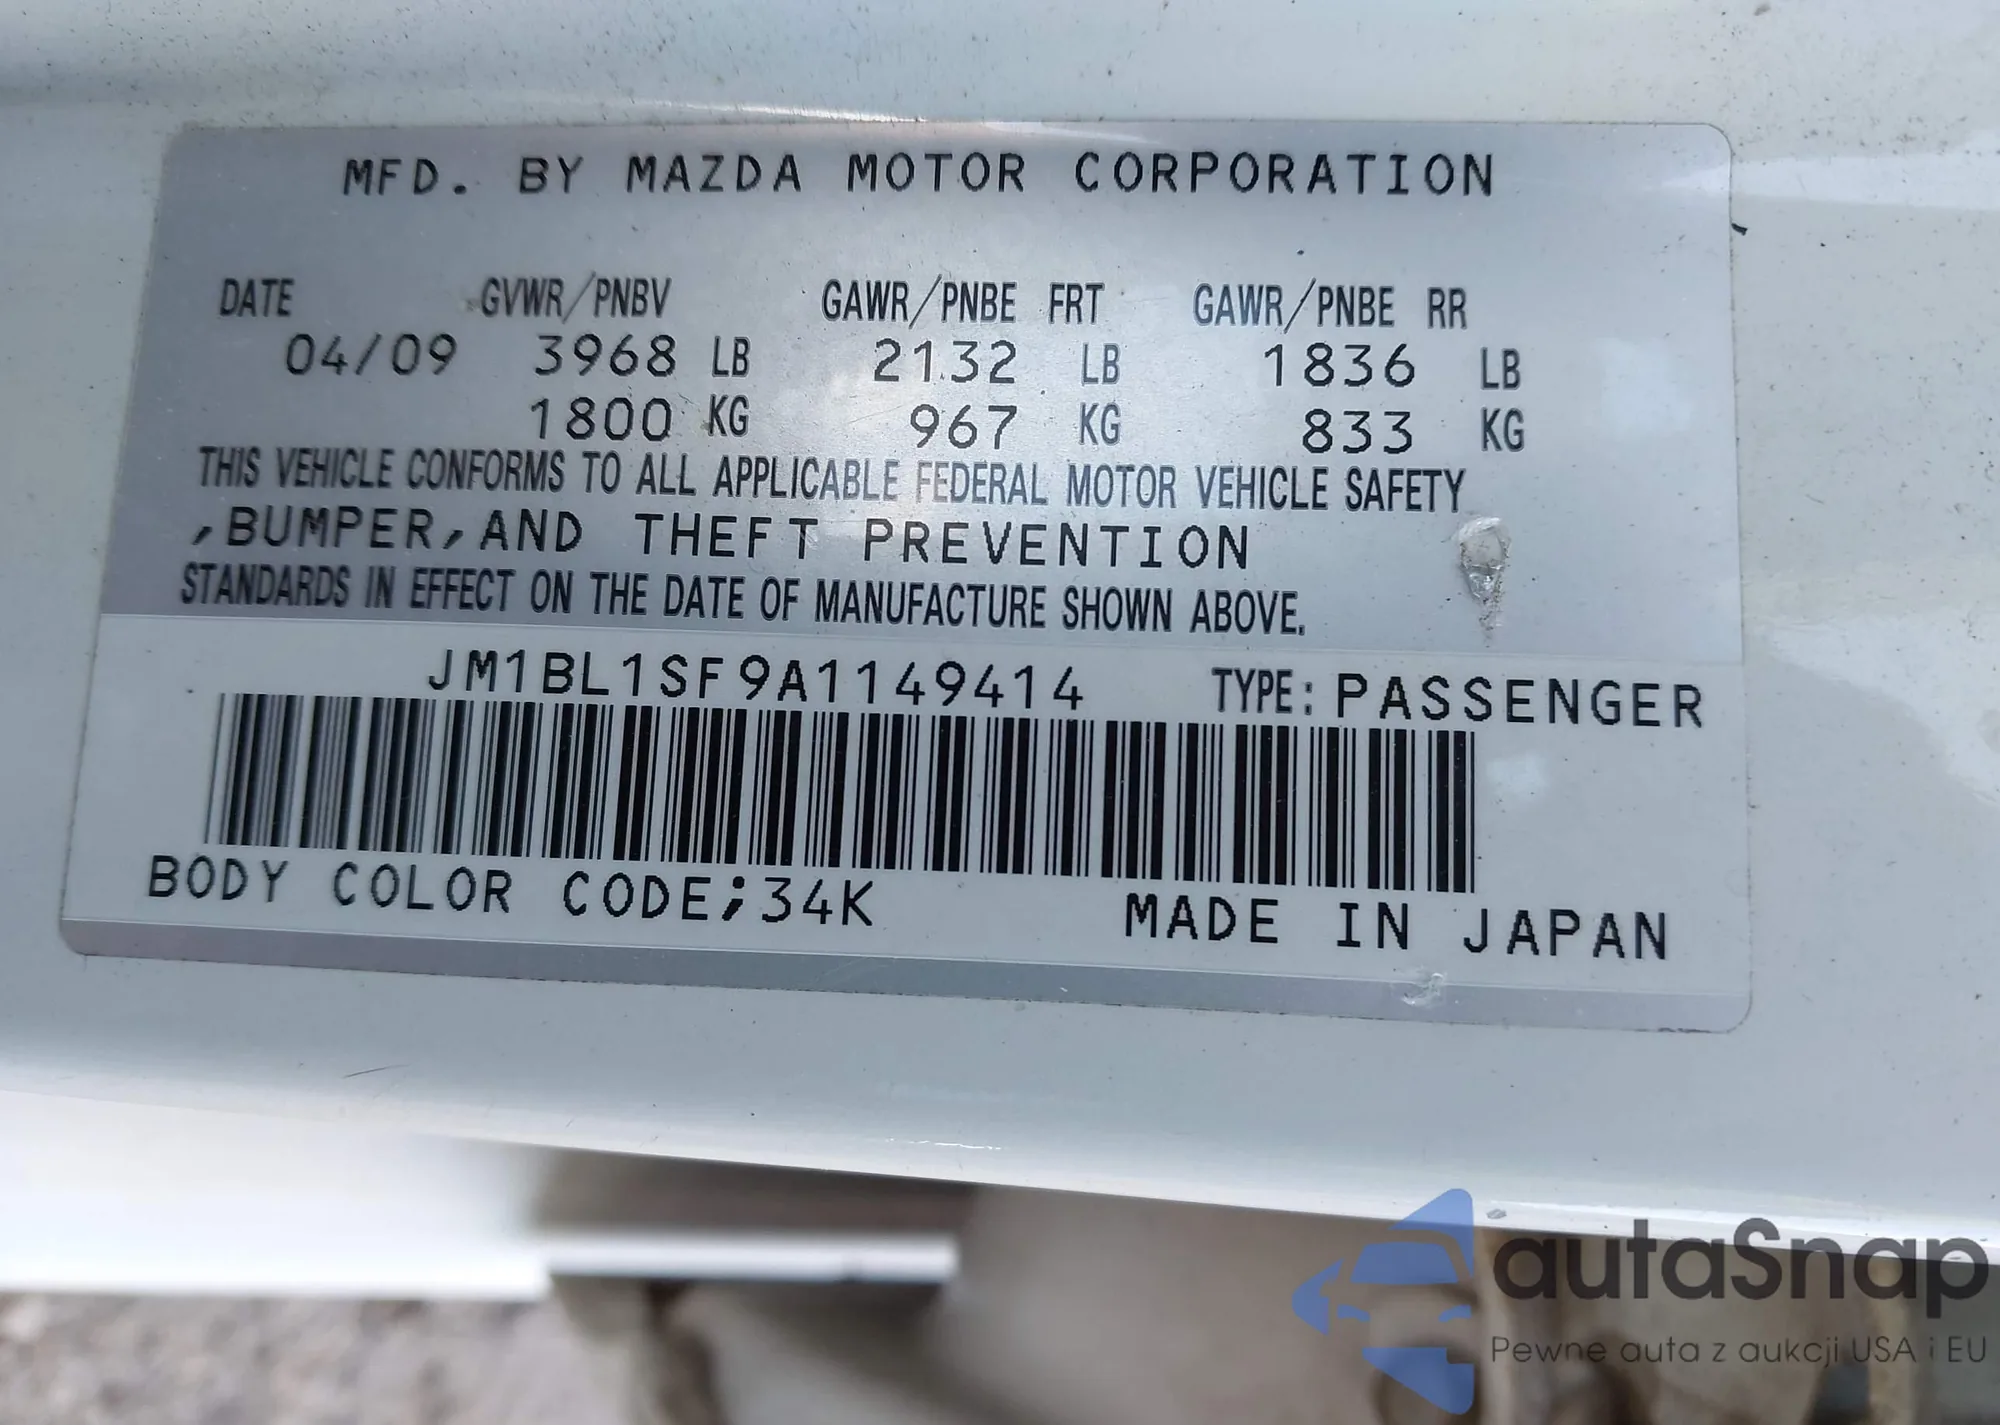 MFD. BY MAZDA MOTOR CORPORATION
DATE GVWR/PNBV GAWR/PNBE FRT GAWR/PNBE RR
04/09 3968 LB 2132 LB 1836 LB
1800 KG 967 KG 833 KG
THIS VEHICLE CONFORMS TO ALL APPLICABLE FEDERAL MOTOR VEHICLE SAFETY
,BUMPER,AND THEFT PREVENTION
STANDARDS IN EFFECT ON THE DATE OF MANUFACTURE SHOWN ABOVE.
JM1BL1SF9A1149414 TYPE: PASSENGER
BODY COLOR CODE;34K MADE IN JAPAN
autaSnap
Pewne auta z aukcji USA i EU